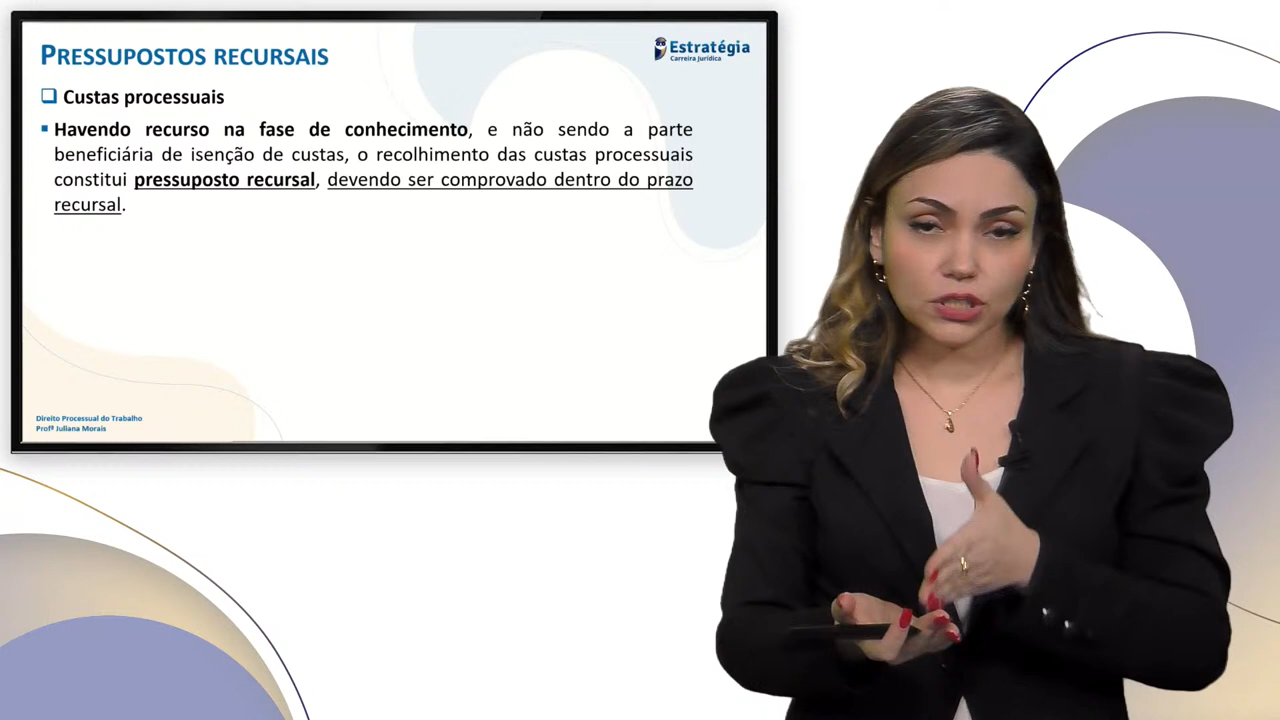 PRESSUPOSTOS RECURSAIS
Estratégia
Carreira Jurídica
❑ Custas processuais
▪ Havendo recurso na fase de conhecimento, e não sendo a parte
beneficiária de isenção de custas, o recolhimento das custas processuais
constitui pressuposto recursal, devendo ser comprovado dentro do prazo
recursal.
Direito Processual do Trabalho
Profª Juliana Morais